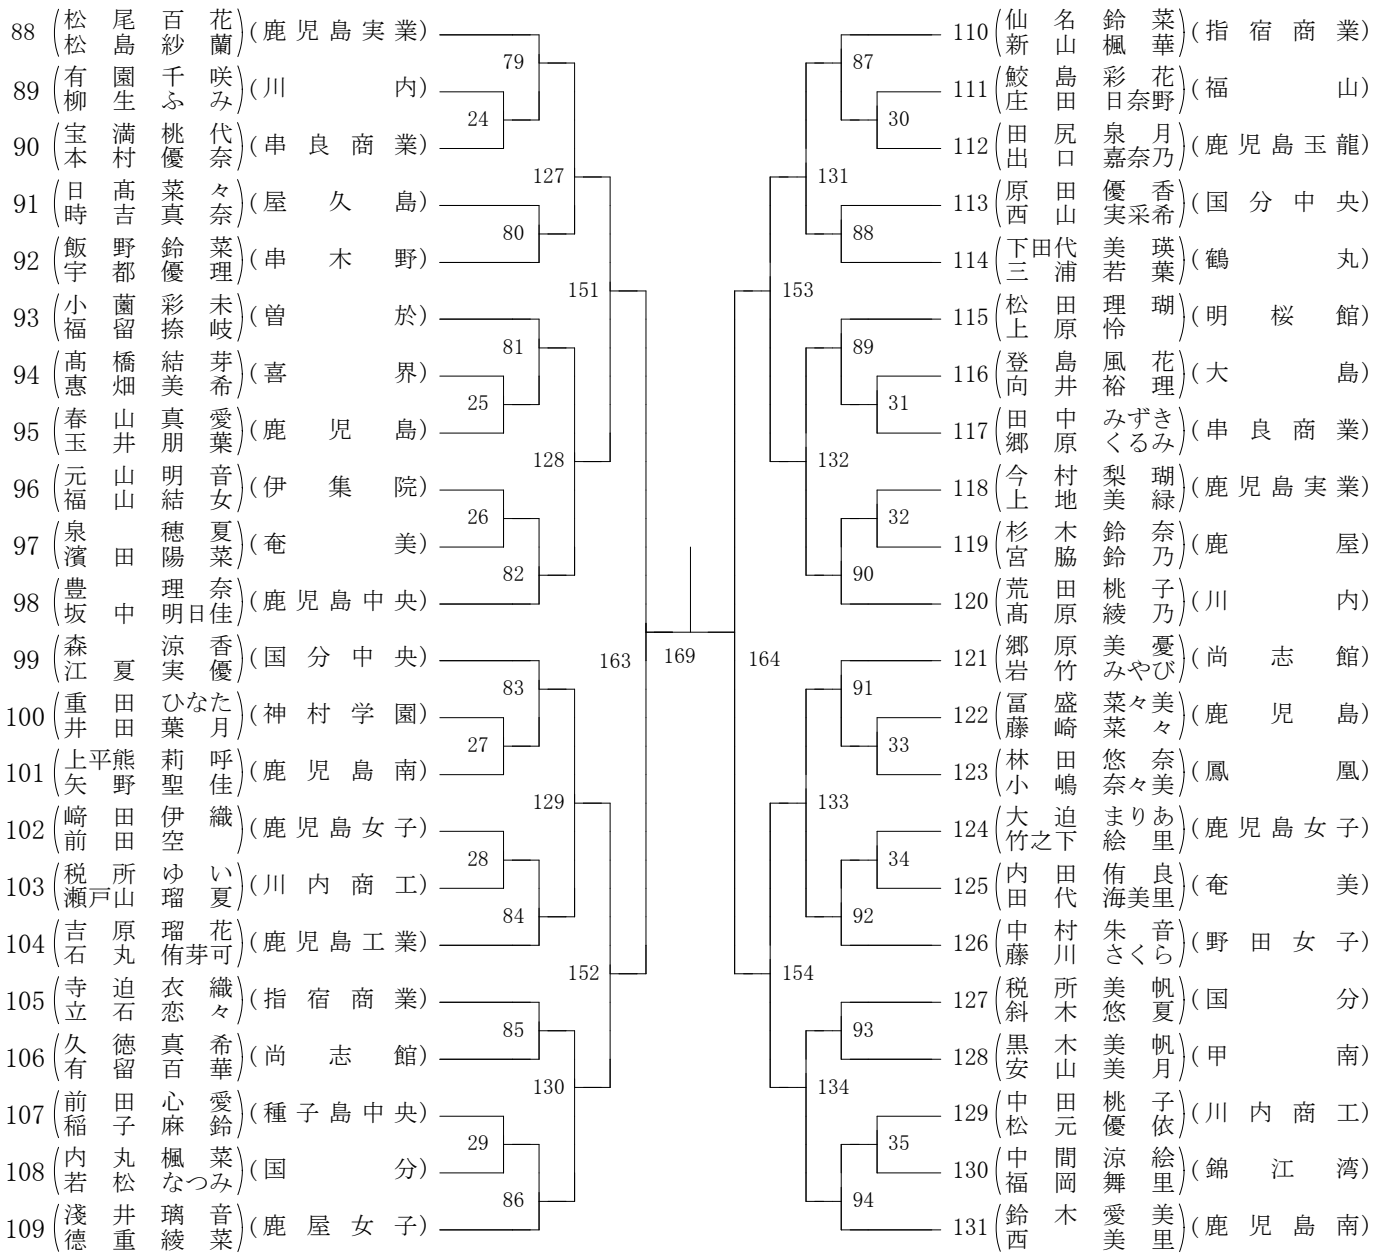 88 松尾百花 松島紗蘭 (鹿児島実業)
89 有園千咲 柳生ふみ (川内)
90 宝満桃代 本村優奈 (串良商業)
91 日髙菜々 時吉真奈 (屋久島)
92 飯野鈴菜 宇都優理 (串木野)
93 小薗彩未 福留捺岐 (曽於)
94 髙橋結芽 惠畑美希 (喜界)
95 春山真愛 玉井朋葉 (鹿児島)
96 元山明音 福山結女 (伊集院)
97 泉穂夏 濱田陽菜 (奄美)
98 豊理奈 坂中明日佳 (鹿児島中央)
99 森涼香 江夏実優 (国分中央)
100 重田ひなた 井田葉月 (神村学園)
101 上平熊莉呼 矢野聖佳 (鹿児島南)
102 﨑田伊織 前田空 (鹿児島女子)
103 税所ゆい 瀬戸山瑠夏 (川内商工)
104 吉原瑠花 石丸侑芽可 (鹿児島工業)
105 寺迫衣織 立石恋々 (指宿商業)
106 久徳真希 有留百華 (尚志館)
107 前田心愛 稲子麻鈴 (種子島中央)
108 内丸楓菜 若松なつみ (国分)
109 淺井璃音 德重綾菜 (鹿屋女子)
79
24
127
80
151
81
25
128
26
82
163
83
27
129
28
84
152
85
130
29
86
169
87
30
131
88
153
89
31
132
32
90
164
91
33
133
34
92
154
93
134
35
94
110 仙名鈴菜 新山楓華 (指宿商業)
111 鮫島彩花 庄田日奈野 (福山)
112 田尻泉月 出口嘉奈乃 (鹿児島玉龍)
113 原田優香 西山実采希 (国分中央)
114 下田代美瑛 三浦若葉 (鶴丸)
115 松田理瑚 上原怜 (明桜館)
116 登島風花 向井裕理 (大島)
117 田中みずき 郷原くるみ (串良商業)
118 今村梨瑚 上地美緑 (鹿児島実業)
119 杉木鈴奈 宮脇鈴乃 (鹿屋)
120 荒田桃子 髙原綾乃 (川内)
121 郷原美憂 岩竹みやび (尚志館)
122 冨盛菜々美 藤崎菜々 (鹿児島)
123 林田悠奈 小嶋奈々美 (鳳凰)
124 大迫まりあ 竹之下絵里 (鹿児島女子)
125 内田侑良 田代海美里 (奄美)
126 中村朱音 藤川さくら (野田女子)
127 税所美帆 斜木悠夏 (国分)
128 黒木美帆 安山美月 (甲南)
129 中田桃子 松元優依 (川内商工)
130 中間涼絵 福岡舞里 (錦江湾)
131 鈴木愛美 西美里 (鹿児島南)